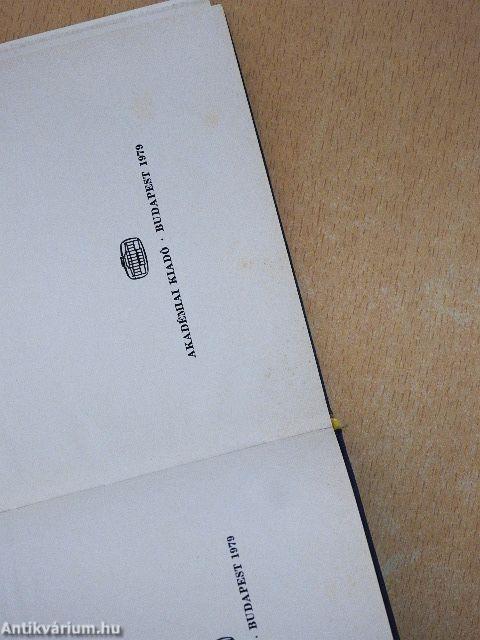 AKADÉMIAI KIADÓ · BUDAPEST 1979
· BUDAPEST 1979
Antikvárium.hu